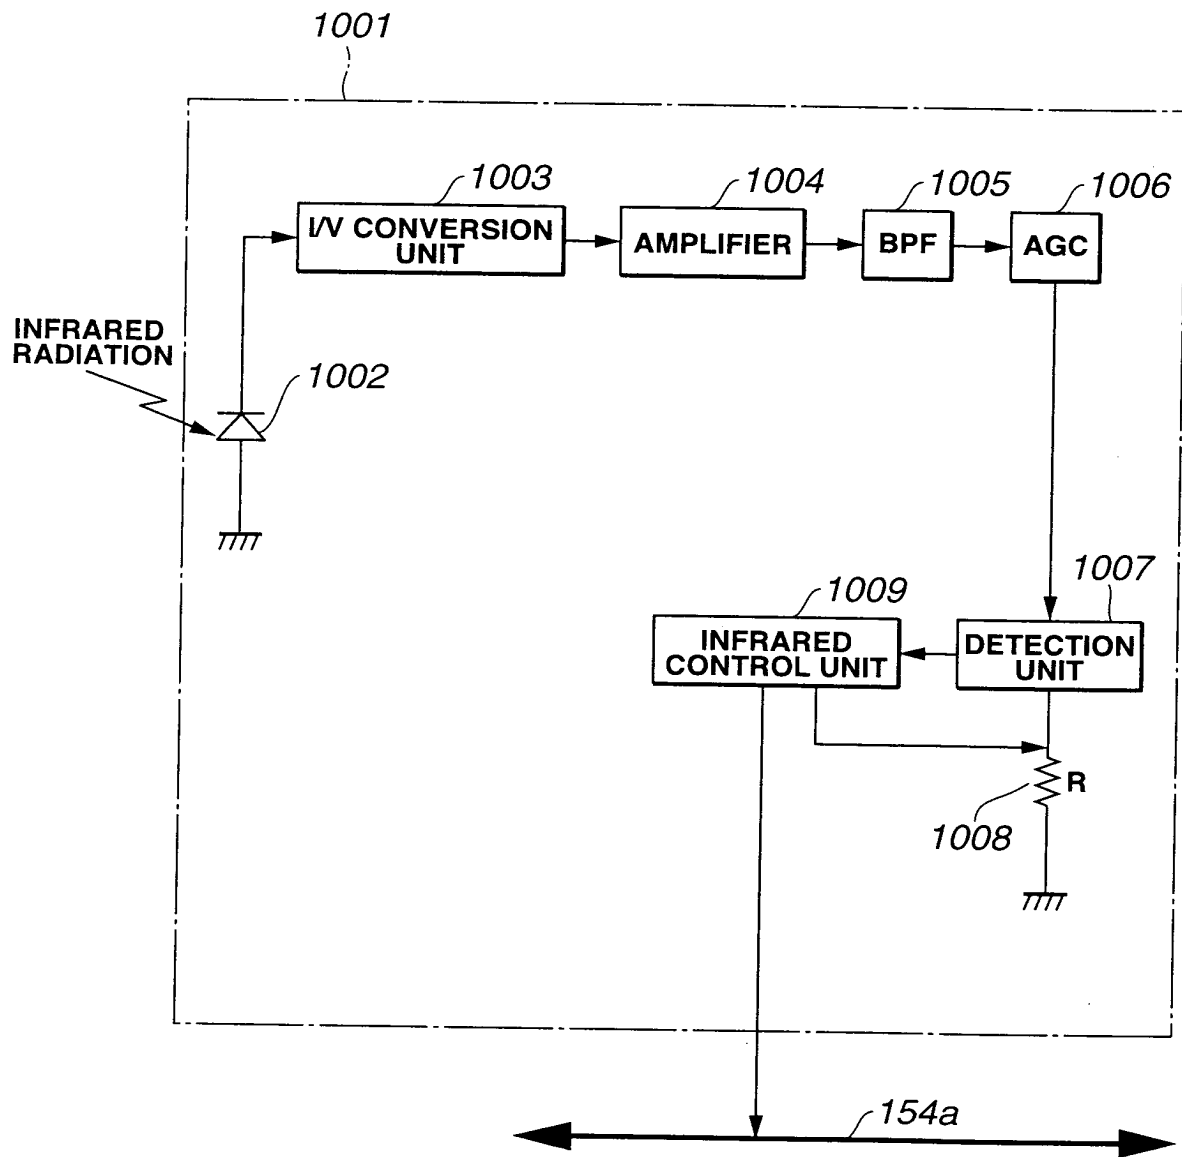 1001
1003
1004
1005
1006
I/V CONVERSION
UNIT
AMPLIFIER
BPF
AGC
INFRARED
RADIATION
1002
1009
1007
INFRARED
CONTROL UNIT
DETECTION
UNIT
R
1008
154a